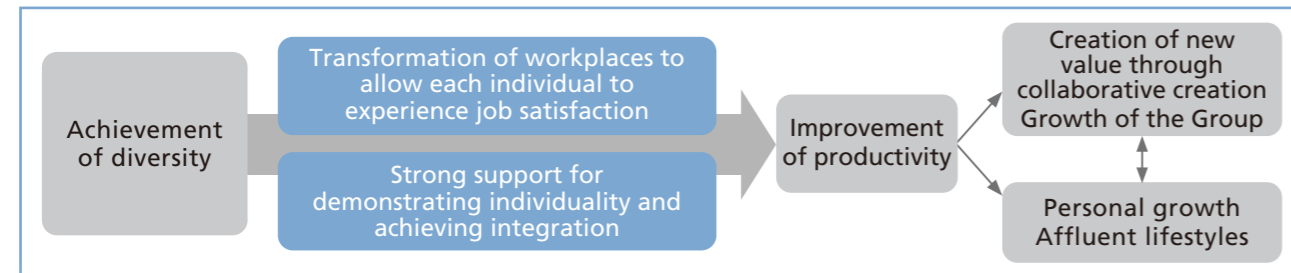 Achievement
of diversity
Transformation of workplaces to
allow each individual to
experience job satisfaction
Strong support for
demonstrating individuality and
achieving integration
Improvement
of productivity
Creation of new
value through
collaborative creation
Growth of the Group
Personal growth
Affluent lifestyles